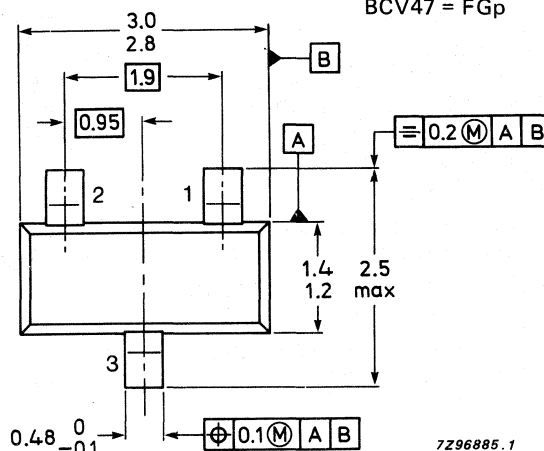 BCV47 = FGp
3.0
2.8
B
1.9
0.95
A
⌯ 0.2 Ⓜ A B
2
1
1.4
1.2
2.5
max
3
0.48 0
−0.1
⌖ 0.1 Ⓜ A B
7Z96885.1